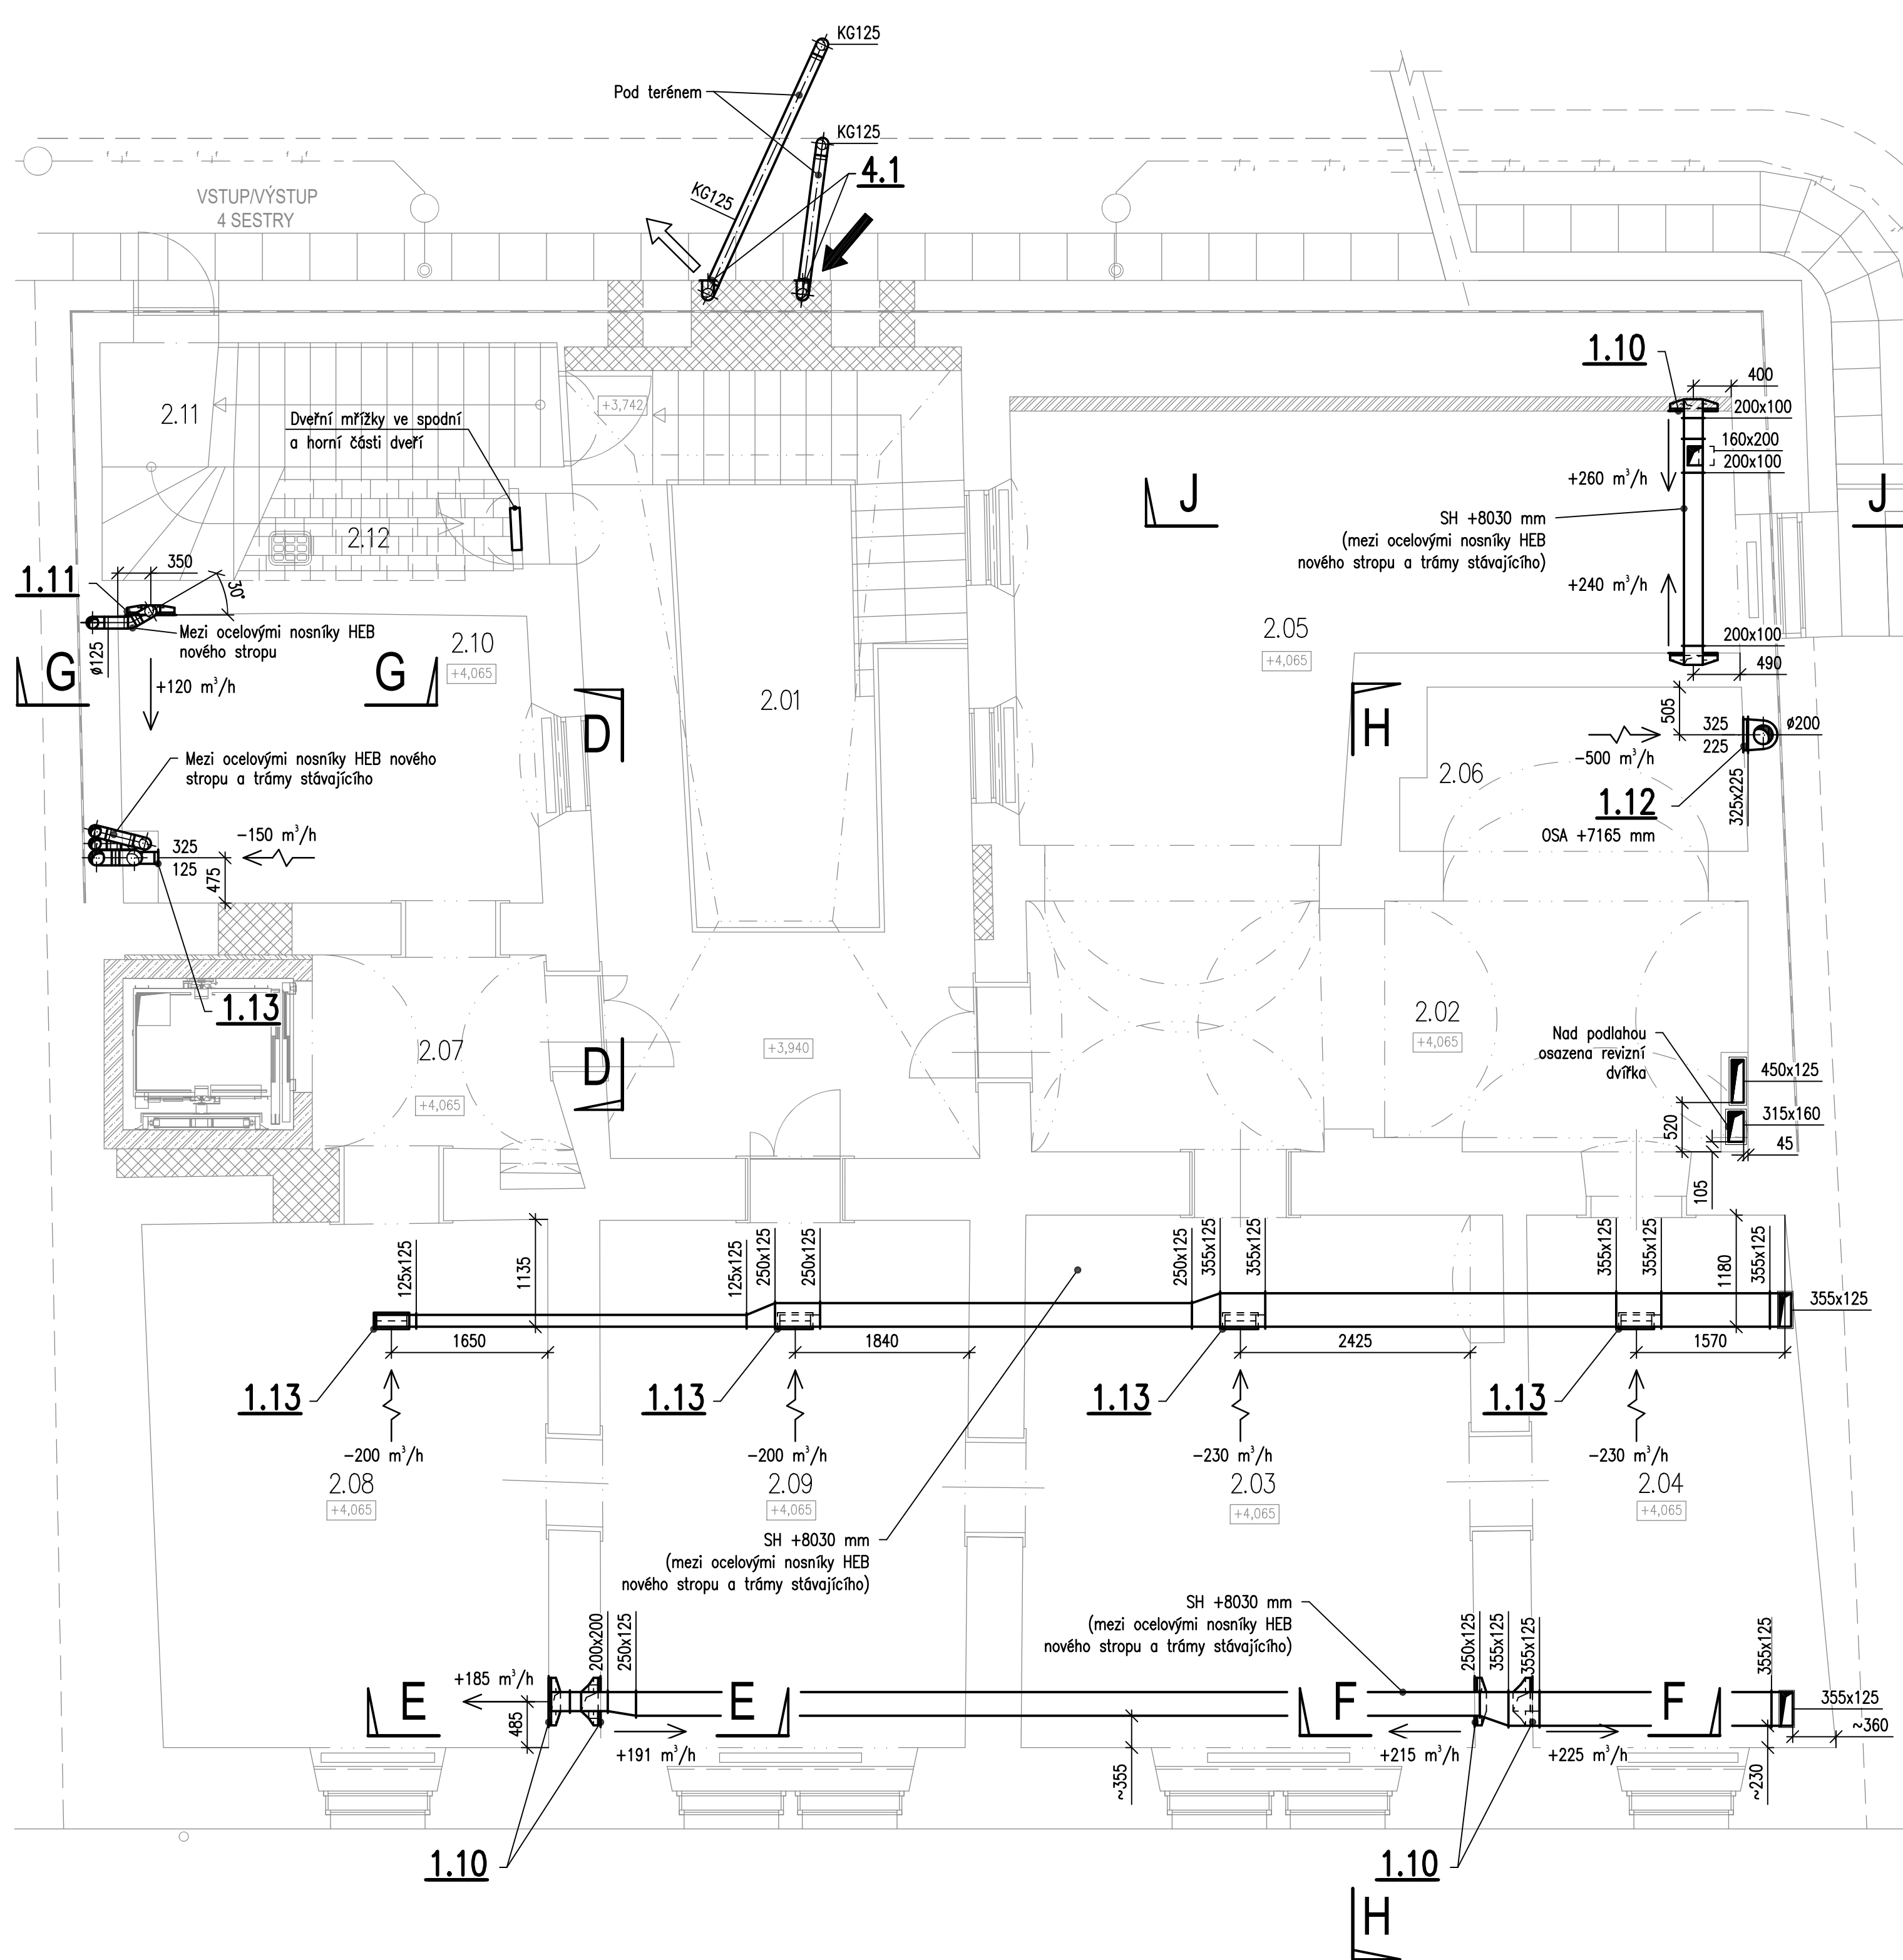 KG125
Pod terénem
KG125
4.1
KG125
VSTUP/VÝSTUP
4 SESTRY
1.10
400
200x100
160x200
200x100
+260 m³/h
2.11
Dveřní mřížky ve spodní
a horní části dveří
+3,742
J
J
SH +8030 mm
(mezi ocelovými nosníky HEB
nového stropu a trámy stávajícího)
2.12
1.11
350
30°
+240 m³/h
Mezi ocelovými nosníky HEB
nového stropu
2.10
+4,065
2.05
+4,065
200x100
490
ø125
G
G
+120 m³/h
2.01
D
H
505
325
225
ø200
-500 m³/h
2.06
Mezi ocelovými nosníky HEB nového
stropu a trámy stávajícího
1.12
OSA +7165 mm
325x225
-150 m³/h
325
125
475
1.13
2.07
+4,065
D
+3,940
2.02
+4,065
Nad podlahou
osazena revizní
dvířka
450x125
315x160
520
45
105
125x125
1135
125x125
250x125
250x125
250x125
355x125
355x125
355x125
355x125
1180
355x125
355x125
1650
1840
2425
1570
1.13
1.13
1.13
1.13
-200 m³/h
-200 m³/h
-230 m³/h
-230 m³/h
2.08
+4,065
2.09
+4,065
2.03
+4,065
2.04
+4,065
SH +8030 mm
(mezi ocelovými nosníky HEB
nového stropu a trámy stávajícího)
SH +8030 mm
(mezi ocelovými nosníky HEB
nového stropu a trámy stávajícího)
200x200
250x125
250x125
355x125
355x125
355x125
+185 m³/h
E
E
F
F
355x125
~360
485
+191 m³/h
+215 m³/h
+225 m³/h
~355
~230
1.10
1.10
H